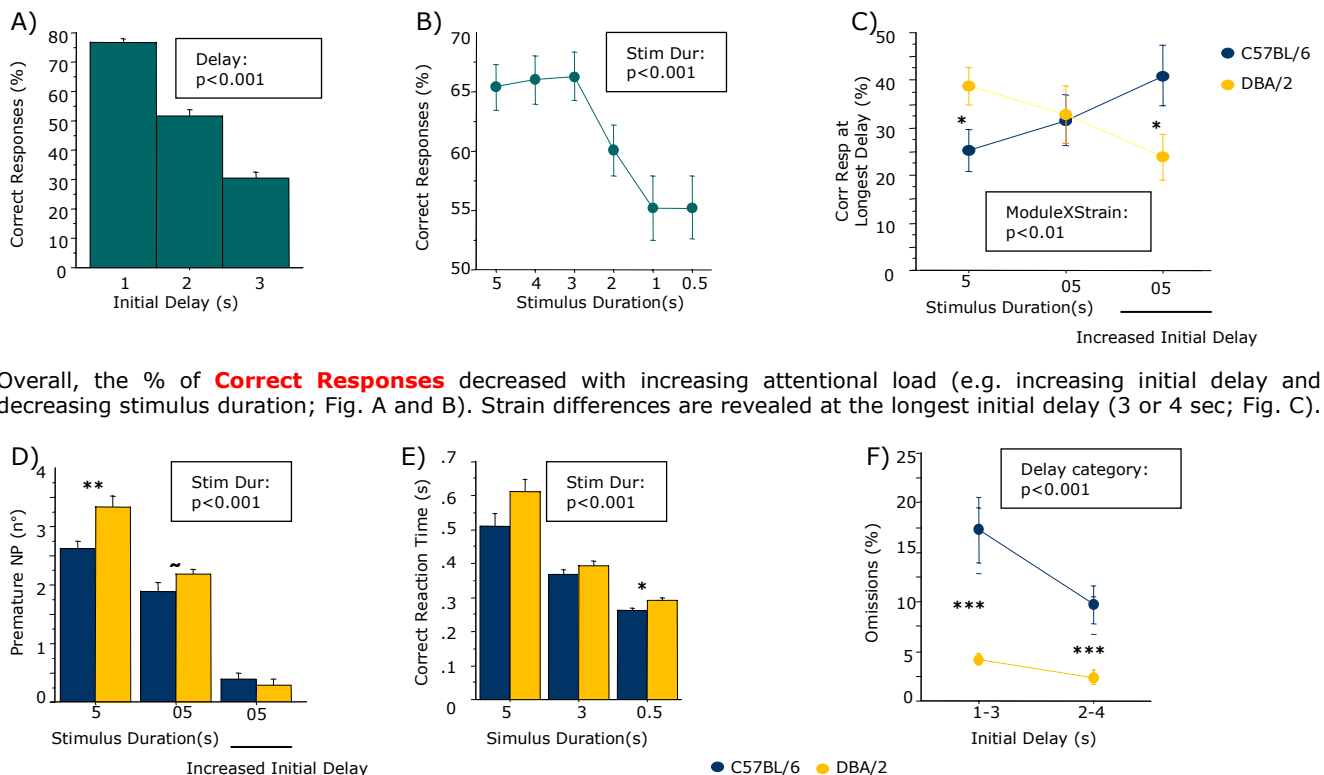 A)
Correct Responses (%)
80
70
60
50
40
30
20
10
0
Delay:
p<0.001
1 2 3
Initial Delay (s)
B)
Correct Responses (%)
70
65
60
55
50
Stim Dur:
p<0.001
5 4 3 2 1 0.5
Stimulus Duration(s)
C)
Corr Resp at
Longest Delay (%)
50
40
30
20
10
0
* *
ModuleXStrain:
p<0.01
5 05 05
Stimulus Duration(s)
Increased Initial Delay
C57BL/6
DBA/2
Overall, the % of Correct Responses decreased with increasing attentional load (e.g. increasing initial delay and
decreasing stimulus duration; Fig. A and B). Strain differences are revealed at the longest initial delay (3 or 4 sec; Fig. C).
D)
Premature NP (n°)
4
3
2
1
0
** ~
Stim Dur:
p<0.001
5 05 05
Stimulus Duration(s)
Increased Initial Delay
E)
Correct Reaction Time (s)
.7
.6
.5
.4
.3
.2
.1
0
*
Stim Dur:
p<0.001
5 3 0.5
Simulus Duration(s)
F)
Omissions (%)
25
20
15
10
5
0
*** ***
Delay category:
p<0.001
1-3 2-4
Initial Delay (s)
C57BL/6 DBA/2